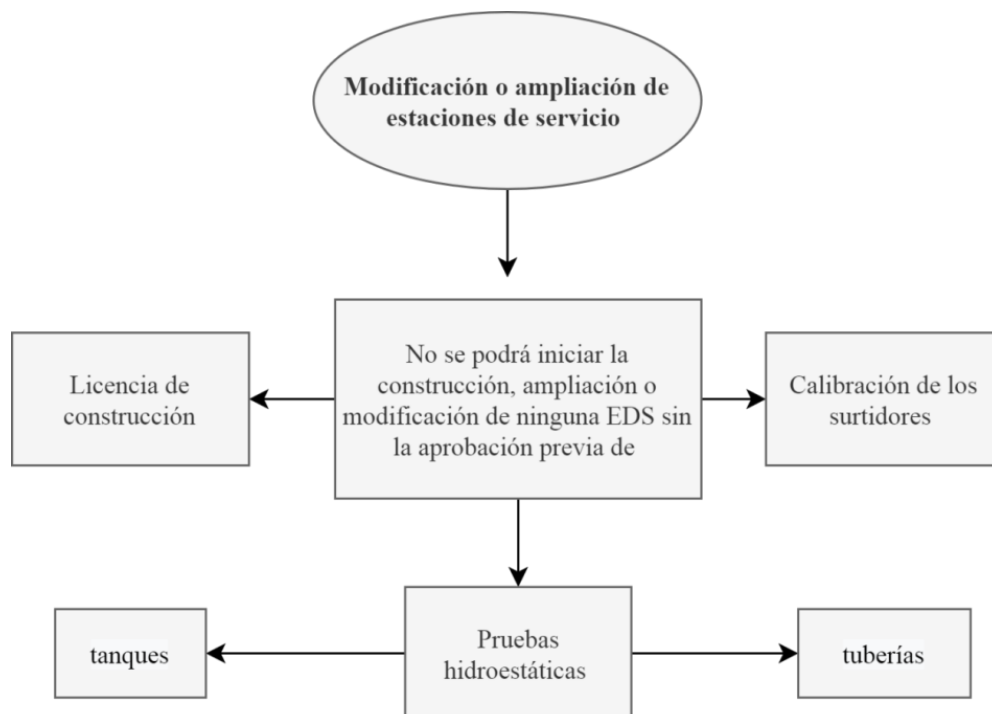 Modificación o ampliación de
estaciones de servicio
No se podrá iniciar la
construcción, ampliación o
modificación de ninguna EDS sin
la aprobación previa de
Licencia de
construcción
Calibración de los
surtidores
Pruebas
hidroestáticas
tanques
tuberías